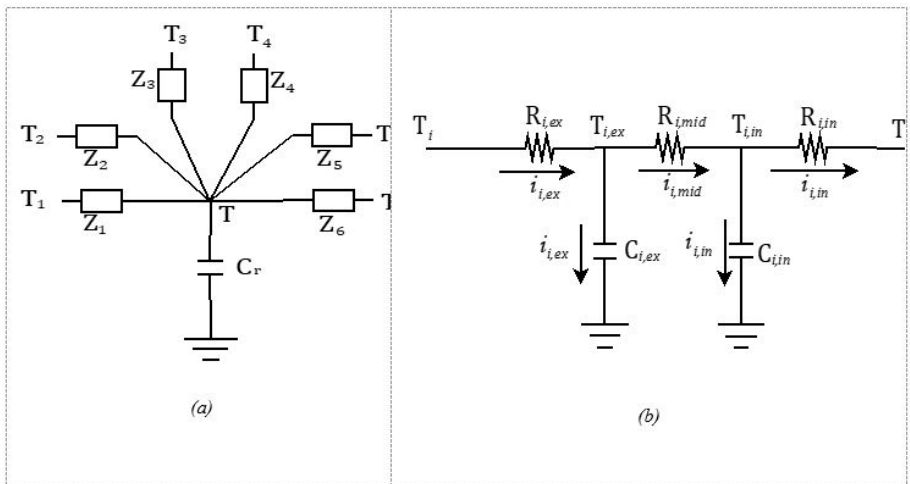 T₃ T₄
Z₃ Z₄
T₂ T
Z₂ Z₅
T₁
Z₁ T Z₆
Cᵣ
(a)
Tᵢ Rᵢ,ₑₓ Tᵢ,ₑₓ Rᵢ,ₘᵢ𝒹 Tᵢ,ᵢₙ Rᵢ,ᵢₙ T
iᵢ,ₑₓ iᵢ,ₘᵢ𝒹 iᵢ,ᵢₙ
iᵢ,ₑₓ Cᵢ,ₑₓ iᵢ,ᵢₙ Cᵢ,ᵢₙ
(b)